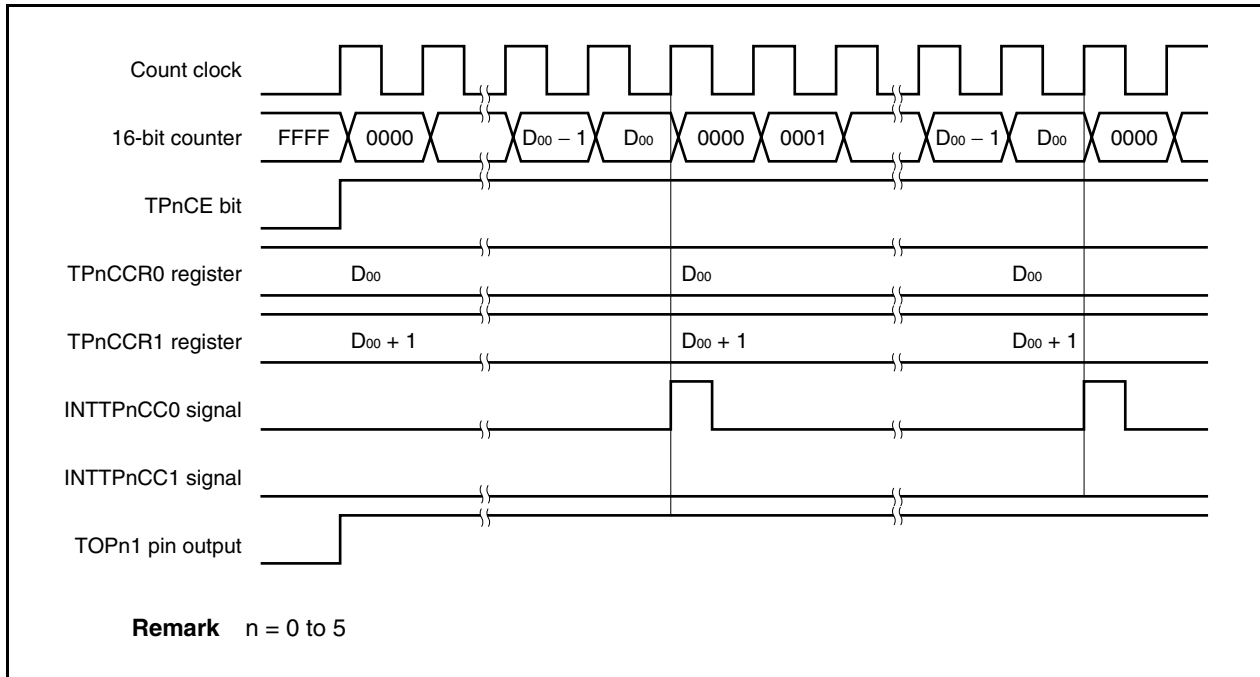 Count clock
16-bit counter FFFF 0000 D00 − 1 D00 0000 0001 D00 − 1 D00 0000
TPnCE bit
TPnCCR0 register D00 D00 D00
TPnCCR1 register D00 + 1 D00 + 1 D00 + 1
INTTPnCC0 signal
INTTPnCC1 signal
TOPn1 pin output
Remark n = 0 to 5